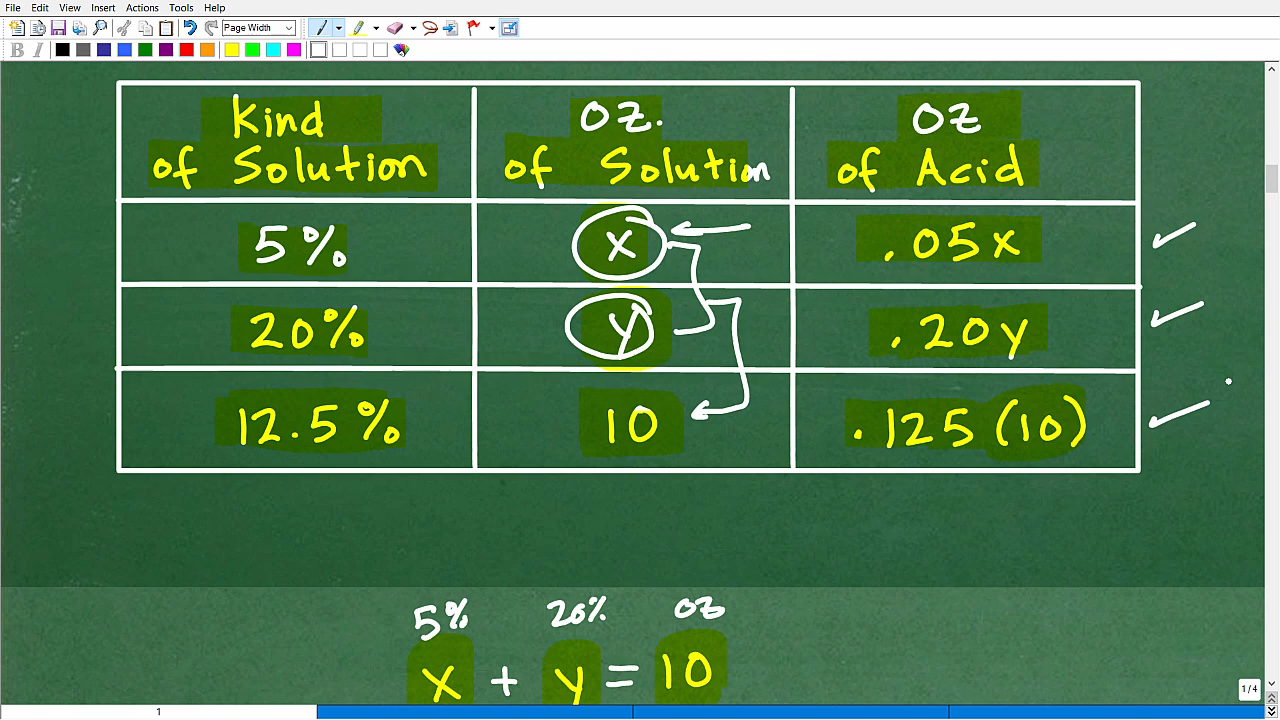 File Edit View Insert Actions Tools Help
Page Width
B I
Kind
of Solution
oz.
of Solution
oz
of Acid
5%
x
.05x
20%
y
.20y
12.5%
10
.125(10)
5% 20% oz
x + y = 10
1/4
1